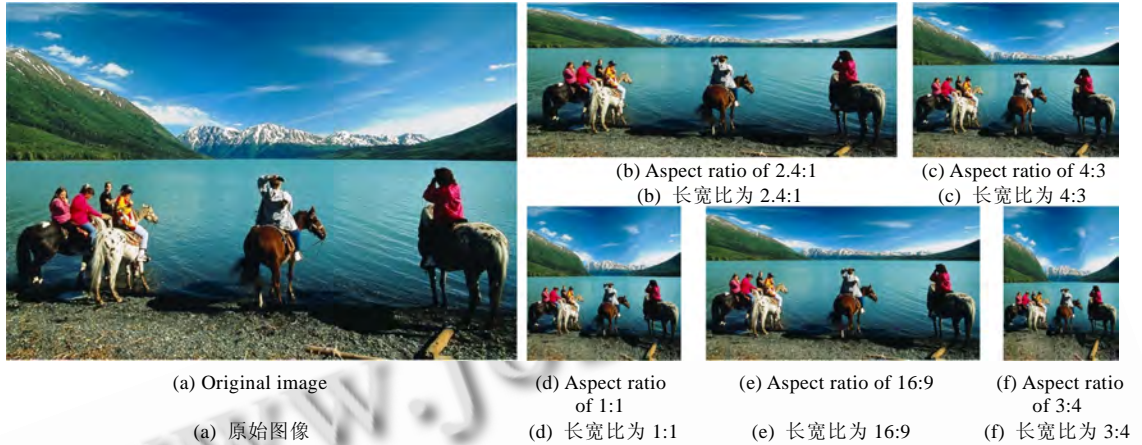 (b) Aspect ratio of 2.4:1
(c) Aspect ratio of 4:3
(b) 长宽比为 2.4:1
(c) 长宽比为 4:3
(a) Original image
(d) Aspect ratio
of 1:1
(e) Aspect ratio of 16:9
(f) Aspect ratio
of 3:4
(a) 原始图像
(d) 长宽比为 1:1
(e) 长宽比为 16:9
(f) 长宽比为 3:4